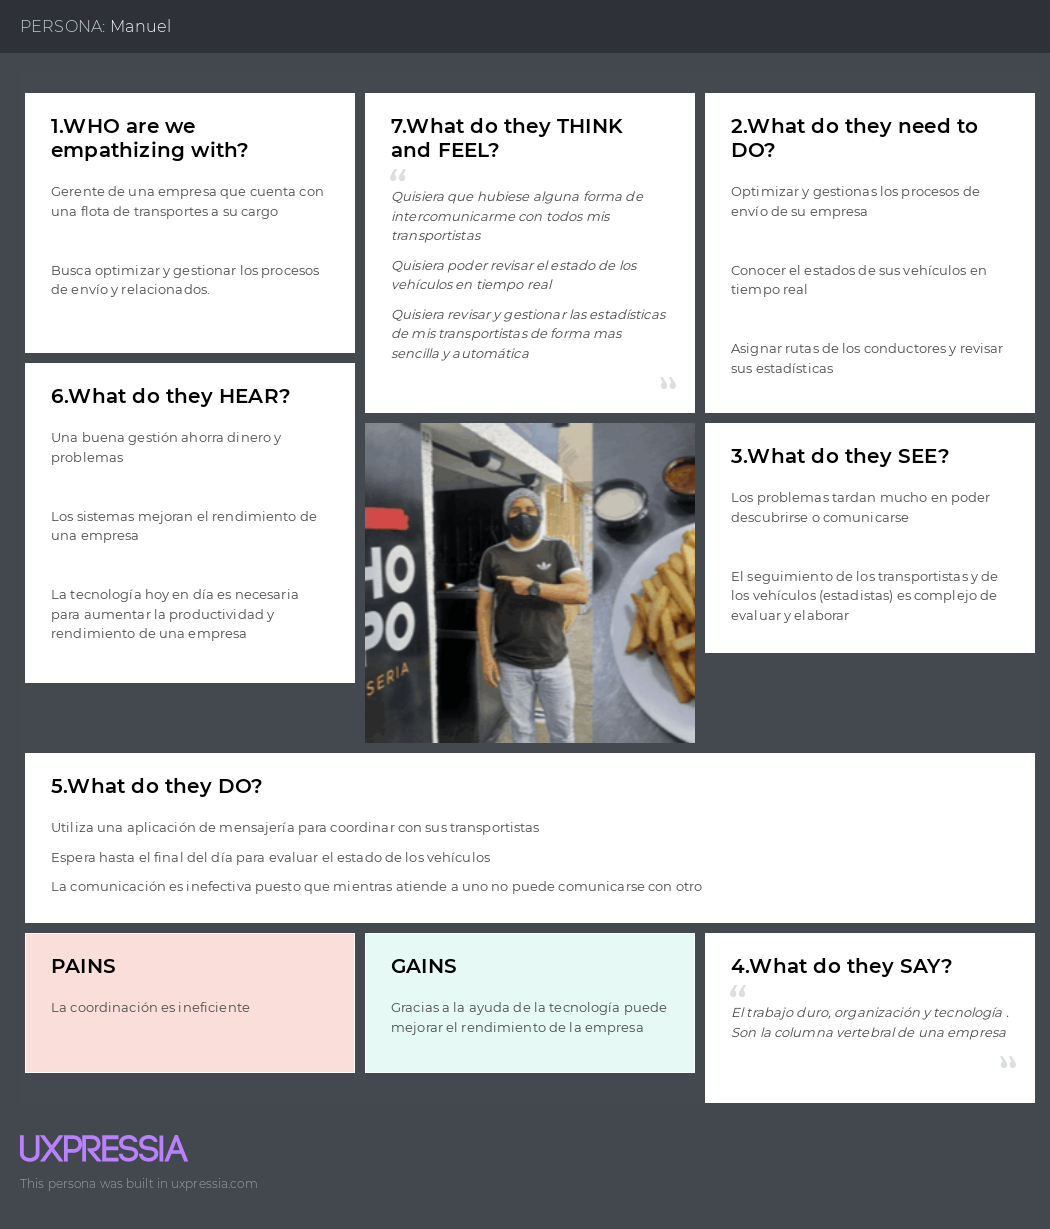 PERSONA: Manuel
1.WHO are we
empathizing with?
Gerente de una empresa que cuenta con
una flota de transportes a su cargo
Busca optimizar y gestionar los procesos
de envío y relacionados.
7.What do they THINK
and FEEL?
“
Quisiera que hubiese alguna forma de
intercomunicarme con todos mis
transportistas
Quisiera poder revisar el estado de los
vehículos en tiempo real
Quisiera revisar y gestionar las estadísticas
de mis transportistas de forma mas
sencilla y automática
”
2.What do they need to
DO?
Optimizar y gestionas los procesos de
envío de su empresa
Conocer el estados de sus vehículos en
tiempo real
Asignar rutas de los conductores y revisar
sus estadísticas
6.What do they HEAR?
Una buena gestión ahorra dinero y
problemas
Los sistemas mejoran el rendimiento de
una empresa
La tecnología hoy en día es necesaria
para aumentar la productividad y
rendimiento de una empresa
HO
SERIA
3.What do they SEE?
Los problemas tardan mucho en poder
descubrirse o comunicarse
El seguimiento de los transportistas y de
los vehículos (estadistas) es complejo de
evaluar y elaborar
5.What do they DO?
Utiliza una aplicación de mensajería para coordinar con sus transportistas
Espera hasta el final del día para evaluar el estado de los vehículos
La comunicación es inefectiva puesto que mientras atiende a uno no puede comunicarse con otro
PAINS
La coordinación es ineficiente
GAINS
Gracias a la ayuda de la tecnología puede
mejorar el rendimiento de la empresa
4.What do they SAY?
“
El trabajo duro, organización y tecnología .
Son la columna vertebral de una empresa
”
UXPRESSIA
This persona was built in uxpressia.com